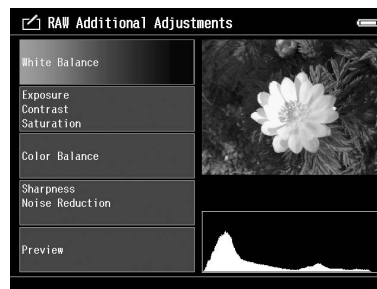 RAW Additional Adjustments
White Balance
Exposure
Contrast
Saturation
Color Balance
Sharpness
Noise Reduction
Preview